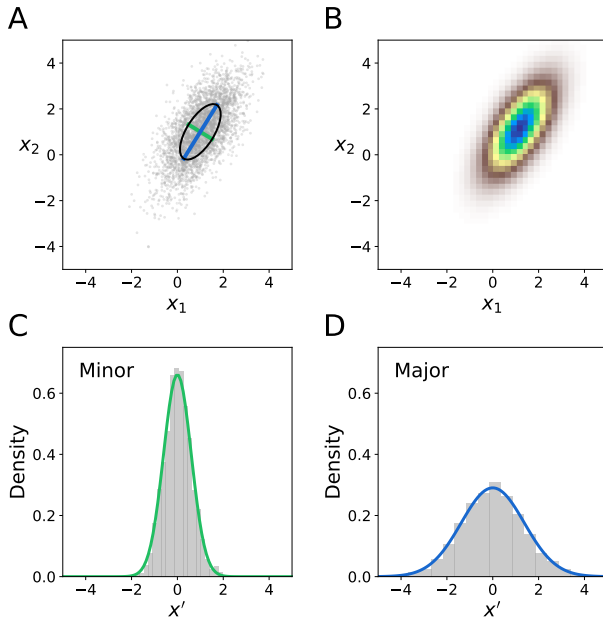 A
B
4
2
0
−2
−4
x₂
−4 −2 0 2 4
x₁
4
2
0
−2
−4
x₂
−4 −2 0 2 4
x₁
C
D
Minor
0.6
0.4
0.2
0.0
Density
−4 −2 0 2 4
x′
Major
0.6
0.4
0.2
0.0
Density
−4 −2 0 2 4
x′